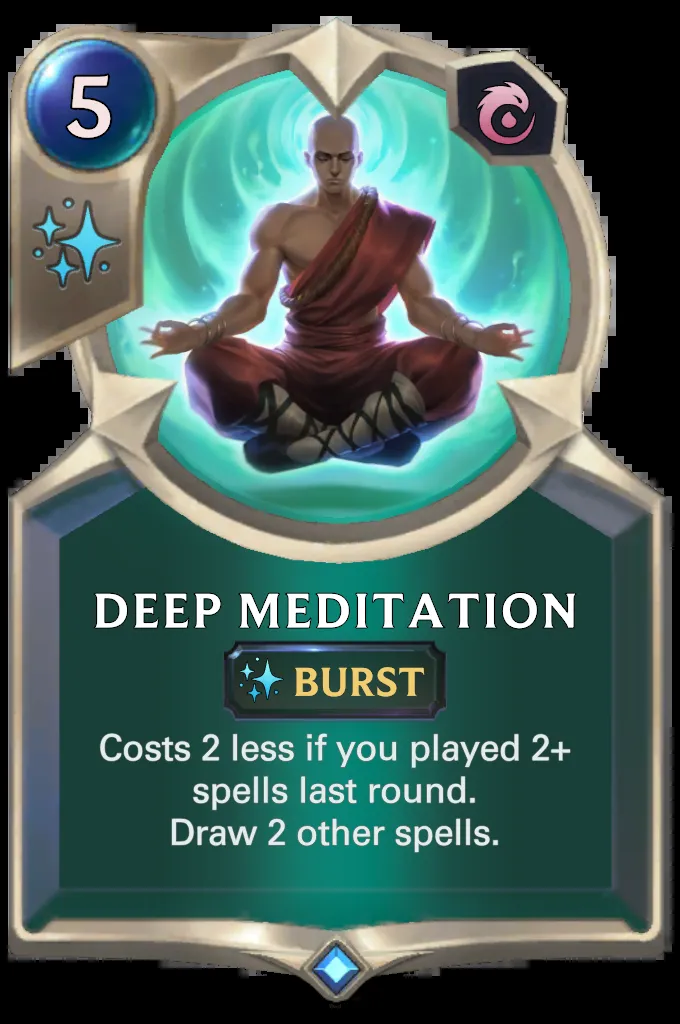 5
DEEP MEDITATION
BURST
Costs 2 less if you played 2+
spells last round.
Draw 2 other spells.